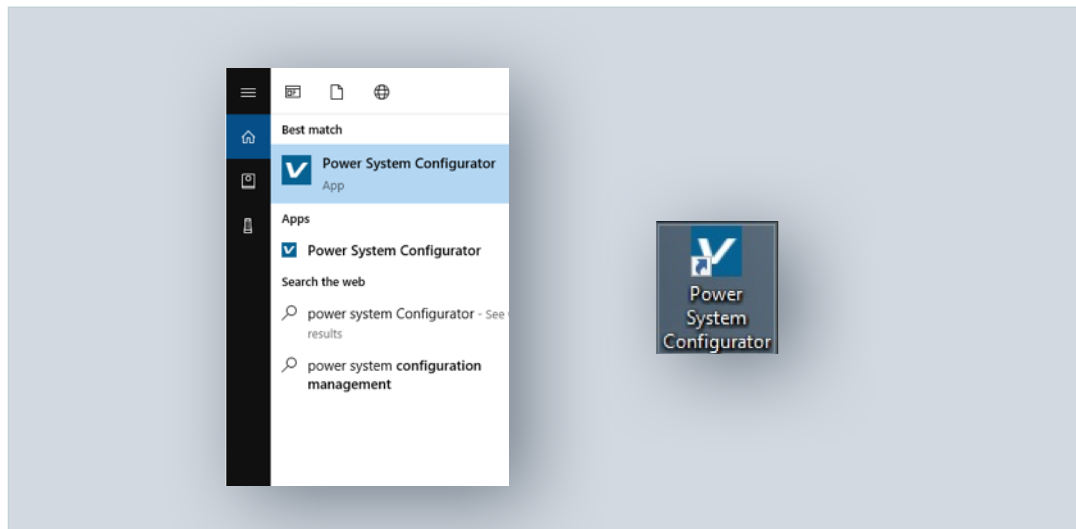 Best match
Power System Configurator
App
Apps
Power System Configurator
Search the web
power system Configurator - See
results
power system configuration
management
Power
System
Configurator